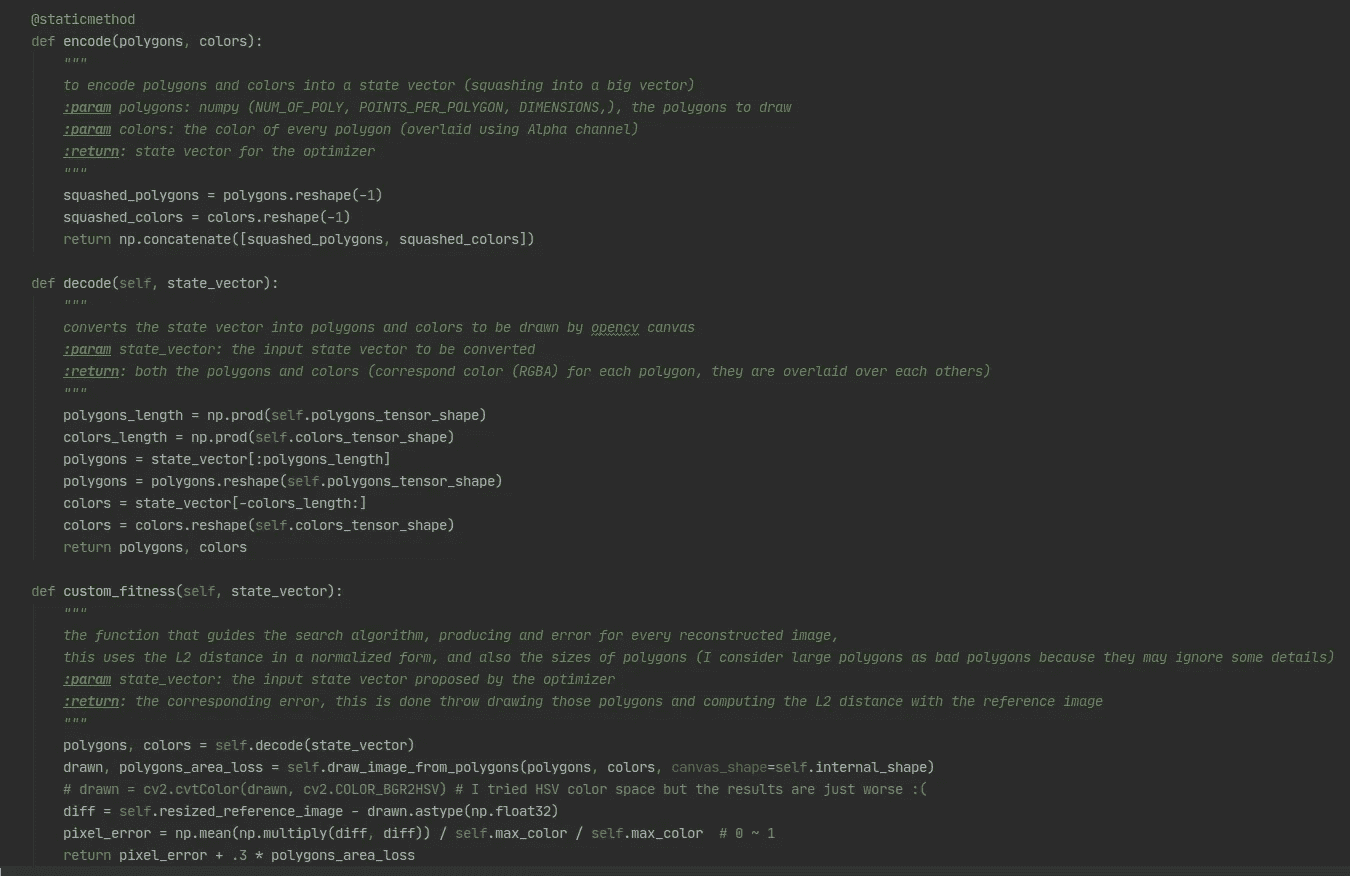 @staticmethod
def encode(polygons, colors):
"""
to encode polygons and colors into a state vector (squashing into a big vector)
:param polygons: numpy (NUM_OF_POLY, POINTS_PER_POLYGON, DIMENSIONS,), the polygons to draw
:param colors: the color of every polygon (overlaid using Alpha channel)
:return: state vector for the optimizer
"""
squashed_polygons = polygons.reshape(-1)
squashed_colors = colors.reshape(-1)
return np.concatenate([squashed_polygons, squashed_colors])
def decode(self, state_vector):
"""
converts the state vector into polygons and colors to be drawn by opencv canvas
:param state_vector: the input state vector to be converted
:return: both the polygons and colors (correspond color (RGBA) for each polygon, they are overlaid over each others)
"""
polygons_length = np.prod(self.polygons_tensor_shape)
colors_length = np.prod(self.colors_tensor_shape)
polygons = state_vector[:polygons_length]
polygons = polygons.reshape(self.polygons_tensor_shape)
colors = state_vector[-colors_length:]
colors = colors.reshape(self.colors_tensor_shape)
return polygons, colors
def custom_fitness(self, state_vector):
"""
the function that guides the search algorithm, producing and error for every reconstructed image,
this uses the L2 distance in a normalized form, and also the sizes of polygons (I consider large polygons as bad polygons because they may ignore some details)
:param state_vector: the input state vector proposed by the optimizer
:return: the corresponding error, this is done throw drawing those polygons and computing the L2 distance with the reference image
"""
polygons, colors = self.decode(state_vector)
drawn, polygons_area_loss = self.draw_image_from_polygons(polygons, colors, canvas_shape=self.internal_shape)
# drawn = cv2.cvtColor(drawn, cv2.COLOR_BGR2HSV) # I tried HSV color space but the results are just worse :(
diff = self.resized_reference_image - drawn.astype(np.float32)
pixel_error = np.mean(np.multiply(diff, diff)) / self.max_color / self.max_color  # 0 ~ 1
return pixel_error + .3 * polygons_area_loss